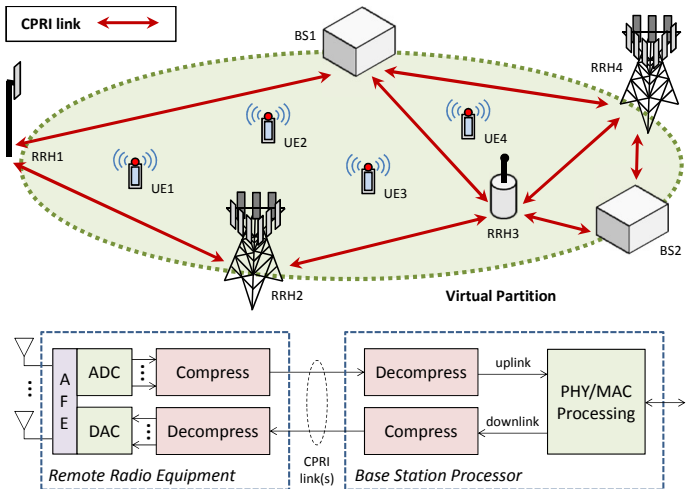 CPRI link
BS1
RRH4
RRH1
UE2
UE4
UE1
UE3
RRH3
BS2
RRH2
Virtual Partition
A
F
E
ADC
Compress
Decompress
uplink
PHY/MAC
Processing
DAC
Decompress
Compress
downlink
Remote Radio Equipment
CPRI
link(s)
Base Station Processor